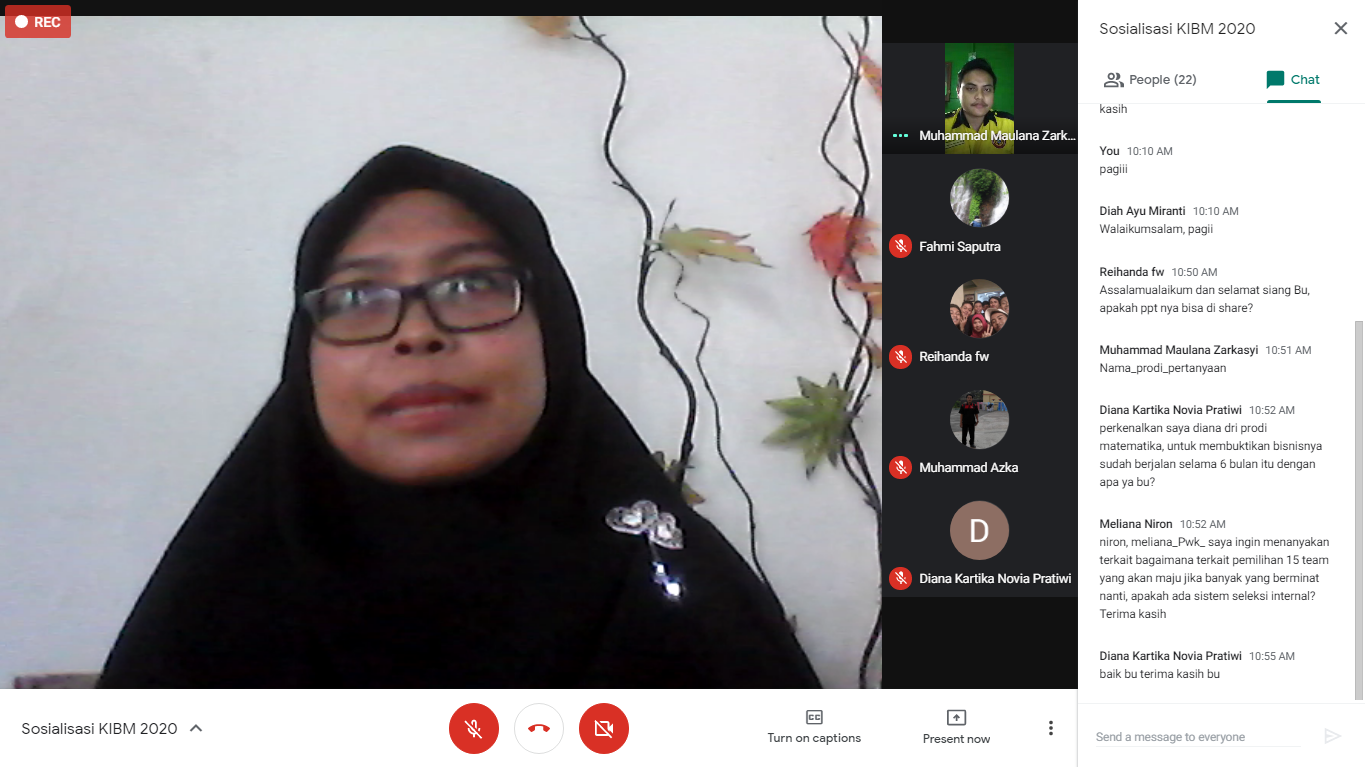 REC
Muhammad Maulana Zark...
Fahmi Saputra
Reihanda fw
Muhammad Azka
D
Diana Kartika Novia Pratiwi
Sosialisasi KIBM 2020
Turn on captions
Present now
Sosialisasi KIBM 2020
People (22)
Chat
kasih
You 10:10 AM
pagiii
Diah Ayu Miranti 10:10 AM
Walaikumsalam, pagii
Reihanda fw 10:50 AM
Assalamualaikum dan selamat siang Bu,
apakah ppt nya bisa di share?
Muhammad Maulana Zarkasyi 10:51 AM
Nama_prodi_pertanyaan
Diana Kartika Novia Pratiwi 10:52 AM
perkenalkan saya diana dri prodi
matematika, untuk membuktikan bisnisnya
sudah berjalan selama 6 bulan itu dengan
apa ya bu?
Meliana Niron 10:52 AM
niron, meliana_Pwk_ saya ingin menanyakan
terkait bagaimana terkait pemilihan 15 team
yang akan maju jika banyak yang berminat
nanti, apakah ada sistem seleksi internal?
Terima kasih
Diana Kartika Novia Pratiwi 10:55 AM
baik bu terima kasih bu
Send a message to everyone